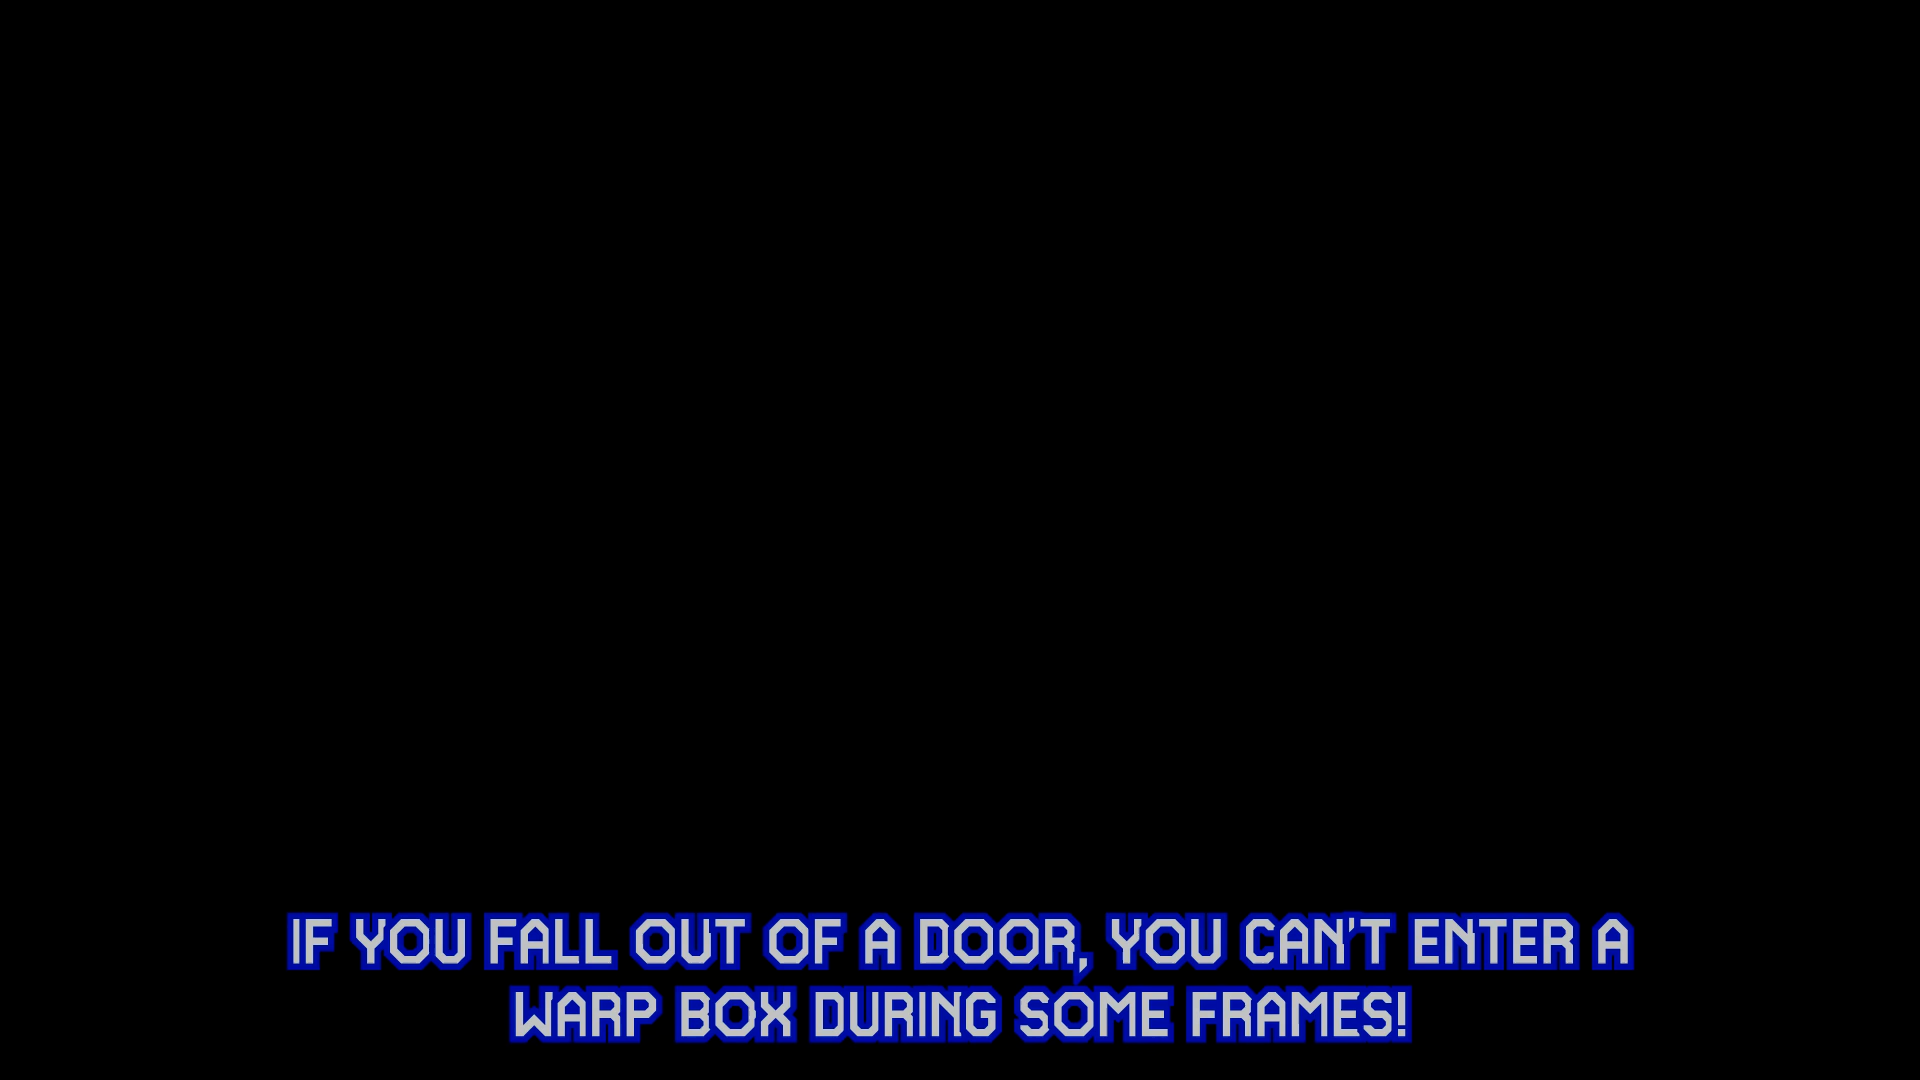 IF YOU FALL OUT OF A DOOR, YOU CAN'T ENTER A
WARP BOX DURING SOME FRAMES!